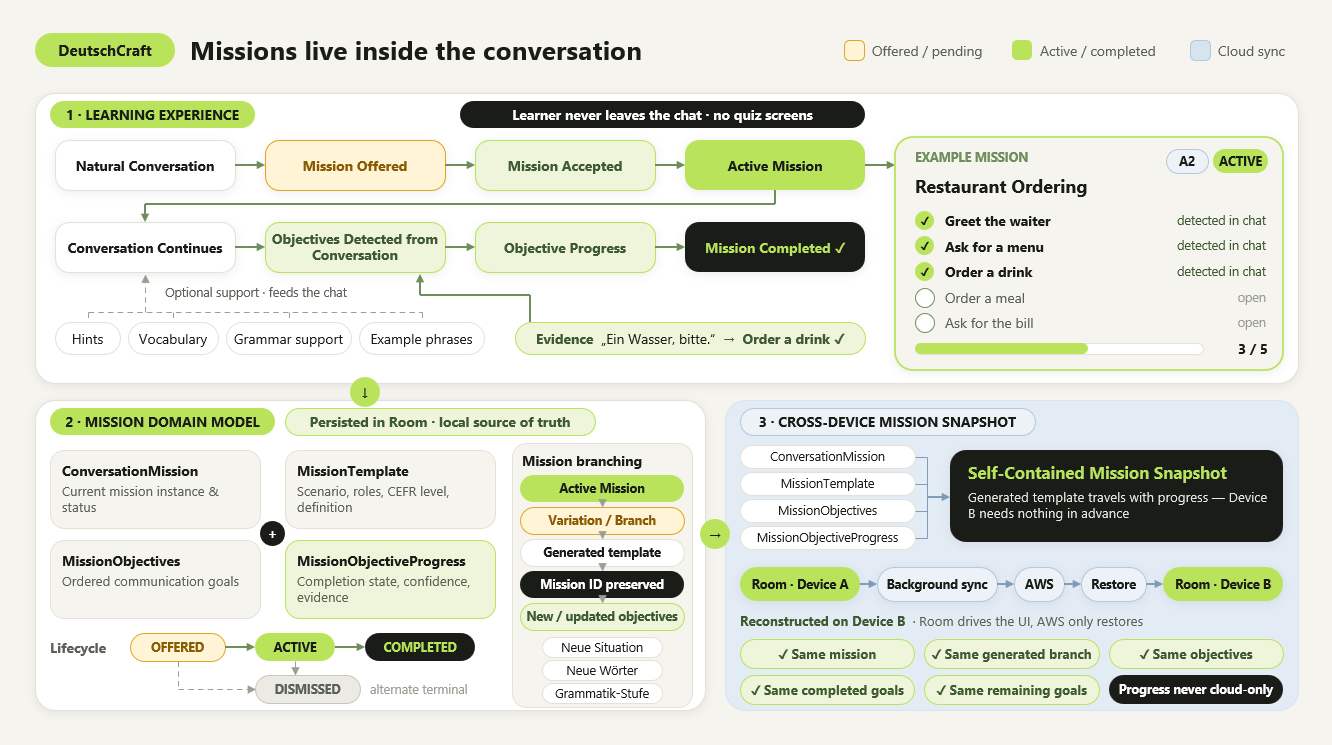 DeutschCraft
Missions live inside the conversation
Offered / pending
Active / completed
Cloud sync
1 · LEARNING EXPERIENCE
Learner never leaves the chat · no quiz screens
Natural Conversation
Mission Offered
Mission Accepted
Active Mission
Conversation Continues
Objectives Detected from
Conversation
Objective Progress
Mission Completed ✓
Optional support · feeds the chat
Hints
Vocabulary
Grammar support
Example phrases
Evidence „Ein Wasser, bitte.“ → Order a drink ✓
EXAMPLE MISSION
A2
ACTIVE
Restaurant Ordering
✓ Greet the waiter detected in chat
✓ Ask for a menu detected in chat
✓ Order a drink detected in chat
Order a meal open
Ask for the bill open
3 / 5
↓
2 · MISSION DOMAIN MODEL
Persisted in Room · local source of truth
ConversationMission
Current mission instance &
status
MissionTemplate
Scenario, roles, CEFR level,
definition
+
MissionObjectives
Ordered communication goals
MissionObjectiveProgress
Completion state, confidence,
evidence
Lifecycle
OFFERED
ACTIVE
COMPLETED
DISMISSED
alternate terminal
Mission branching
Active Mission
Variation / Branch
Generated template
Mission ID preserved
New / updated objectives
Neue Situation
Neue Wörter
Grammatik-Stufe
→
3 · CROSS-DEVICE MISSION SNAPSHOT
ConversationMission
MissionTemplate
MissionObjectives
MissionObjectiveProgress
Self-Contained Mission Snapshot
Generated template travels with progress — Device
B needs nothing in advance
Room · Device A
Background sync
AWS
Restore
Room · Device B
Reconstructed on Device B · Room drives the UI, AWS only restores
✓ Same mission
✓ Same generated branch
✓ Same objectives
✓ Same completed goals
✓ Same remaining goals
Progress never cloud-only